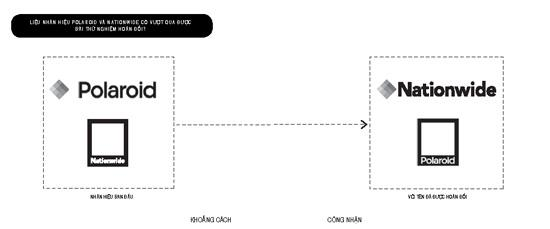 LIỆU NHÃN HIỆU POLAROID VÀ NATIONWIDE CÓ VƯỢT QUA ĐƯỢC
BÀI THỬ NGHIỆM HOÁN ĐỔI?
Polaroid
Nationwide
Nationwide
Polaroid
NHÃN HIỆU BAN ĐẦU
VỚI TÊN ĐÃ ĐƯỢC HOÁN ĐỔI
KHOẢNG CÁCH
CÔNG NHẬN